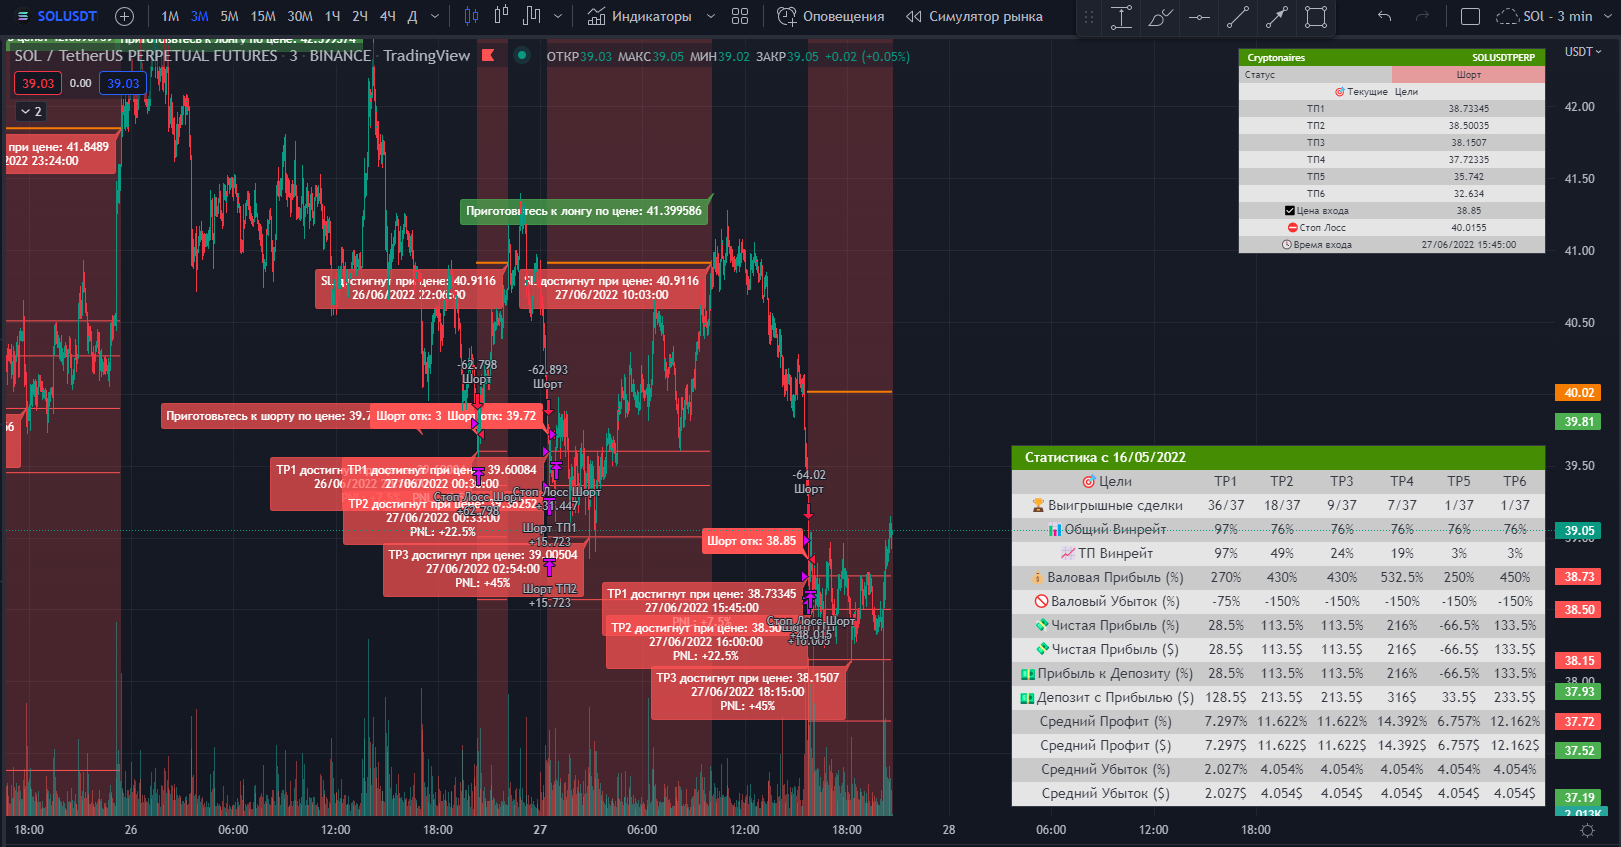 SOLUSDT
1М 3М 5М 15М 30М 1Ч 2Ч 4Ч Д
Индикаторы
Оповещения
Симулятор рынка
SOL - 3 min
SOL / TetherUS PERPETUAL FUTURES · 3 · BINANCE · TradingView
ОТКР39.03 МАКС39.05 МИН39.02 ЗАКР39.05 +0.02 (+0.05%)
39.03 0.00 39.03
2
USDT
Cryptonaires SOLUSDTPERP
Статус Шорт
Текущие Цели
ТП1 38.73345
ТП2 38.50035
ТП3 38.1507
ТП4 37.72335
ТП5 35.742
ТП6 32.634
Цена входа 38.85
Стоп Лосс 40.0155
Время входа 27/06/2022 15:45:00
при цене: 41.8489
2022 23:24:00
Приготовьтесь к лонгу по цене: 41.399586
SL достигнут при цене: 40.9116
26/06/2022 22:06:00
SL достигнут при цене: 40.9116
27/06/2022 10:03:00
-62.798
Шорт
-62.893
Шорт
Приготовьтесь к шорту по цене: 39.7
Шорт отк: 3
Шорт отк: 39.72
TP1 достигнут
TP1 достигнут при цене: 39.60084
27/06/2022 00:30:00
Стоп Лосс Шорт
+62.798
Стоп Лосс Шорт
+31.447
TP2 достигнут при цене: 39.38252
27/06/2022 00:33:00
PNL: +22.5%
Шорт ТП1
+15.723
TP3 достигнут при цене: 39.00504
27/06/2022 02:54:00
PNL: +45%
Шорт ТП2
+15.723
-64.02
Шорт
Шорт отк: 38.85
TP1 достигнут при цене: 38.73345
27/06/2022 15:45:00
PNL: +7.5%
TP2 достигнут при цене: 38.50
27/06/2022 16:00:00
PNL: +22.5%
Стоп Лосс Шорт
+48.015
TP3 достигнут при цене: 38.1507
27/06/2022 18:15:00
PNL: +45%
Статистика с 16/05/2022
Цели TP1 TP2 TP3 TP4 TP5 TP6
Выигрышные сделки 36/37 18/37 9/37 7/37 1/37 1/37
Общий Винрейт 97% 76% 76% 76% 76% 76%
ТП Винрейт 97% 49% 24% 19% 3% 3%
Валовая Прибыль (%) 270% 430% 430% 532.5% 250% 450%
Валовый Убыток (%) -75% -150% -150% -150% -150% -150%
Чистая Прибыль (%) 28.5% 113.5% 113.5% 216% -66.5% 133.5%
Чистая Прибыль ($) 28.5$ 113.5$ 113.5$ 216$ -66.5$ 133.5$
Прибыль к Депозиту (%) 28.5% 113.5% 113.5% 216% -66.5% 133.5%
Депозит с Прибылью ($) 128.5$ 213.5$ 213.5$ 316$ 33.5$ 233.5$
Средний Профит (%) 7.297% 11.622% 11.622% 14.392% 6.757% 12.162%
Средний Профит ($) 7.297$ 11.622$ 11.622$ 14.392$ 6.757$ 12.162$
Средний Убыток (%) 2.027% 4.054% 4.054% 4.054% 4.054% 4.054%
Средний Убыток ($) 2.027$ 4.054$ 4.054$ 4.054$ 4.054$ 4.054$
42.00
41.50
41.00
40.50
40.02
39.81
39.50
39.05
39.00
38.73
38.50
38.15
38.00
37.93
37.72
37.52
37.19
2.013K
18:00 26 06:00 12:00 18:00 27 06:00 12:00 18:00 28 06:00 12:00 18:00